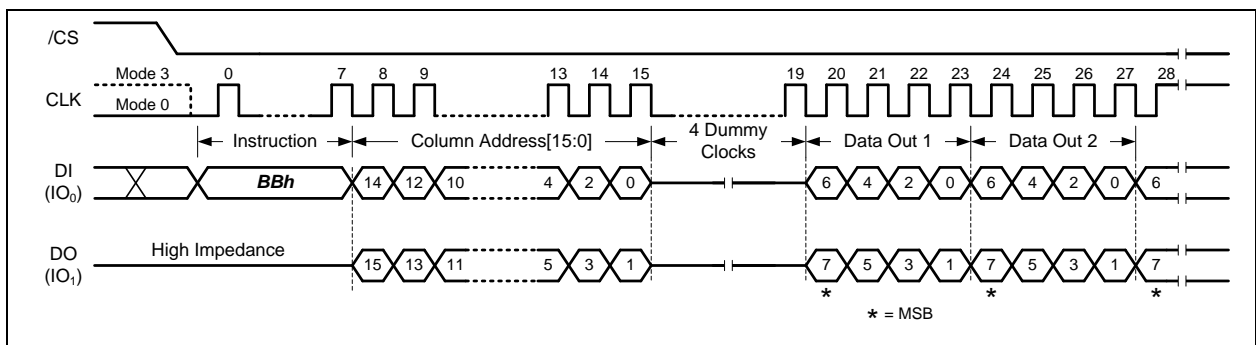 /CS
Mode 3 0 7 8 9 13 14 15 19 20 21 22 23 24 25 26 27 28
CLK
Mode 0
Instruction Column Address[15:0] 4 Dummy Clocks Data Out 1 Data Out 2
DI (IO0) BBh 14 12 10 4 2 0 6 4 2 0 6 4 2 0 6
High Impedance
DO (IO1) 15 13 11 5 3 1 7 5 3 1 7 5 3 1 7
* * *
* = MSB